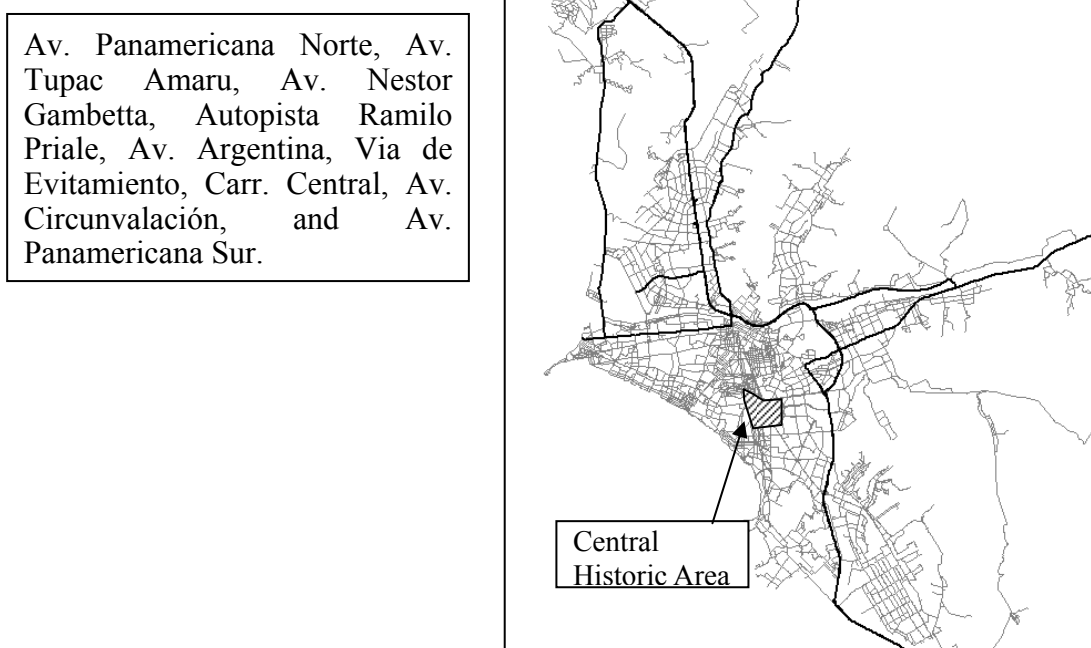 Av. Panamericana Norte, Av.
Tupac Amaru, Av. Nestor
Gambetta, Autopista Ramilo
Priale, Av. Argentina, Via de
Evitamiento, Carr. Central, Av.
Circunvalación, and Av.
Panamericana Sur.
Central
Historic Area